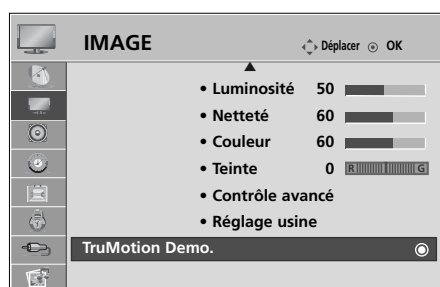 IMAGE Déplacer OK
• Luminosité 50
• Netteté 60
• Couleur 60
• Teinte 0 R G
• Contrôle avancé
• Réglage usine
TruMotion Demo.